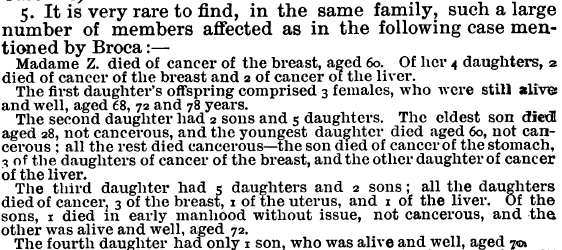 5. It is very rare to find, in the same family, such a large
number of members affected as in the following case men-
tioned by Broca:—
Madame Z. died of cancer of the breast, aged 60. Of her 4 daughters, 2
died of cancer of the breast and 2 of cancer of the liver.
The first daughter's offspring comprised 3 females, who were still alive
and well, aged 68, 72 and 78 years.
The second daughter had 2 sons and 5 daughters. The eldest son died
aged 28, not cancerous, and the youngest daughter died aged 60, not can-
cerous; all the rest died cancerous—the son died of cancer of the stomach,
3 of the daughters of cancer of the breast, and the other daughter of cancer
of the liver.
The third daughter had 5 daughters and 2 sons; all the daughters
died of cancer, 3 of the breast, 1 of the uterus, and 1 of the liver. Of the
sons, 1 died in early manhood without issue, not cancerous, and the
other was alive and well, aged 72.
The fourth daughter had only 1 son, who was alive and well, aged 70.